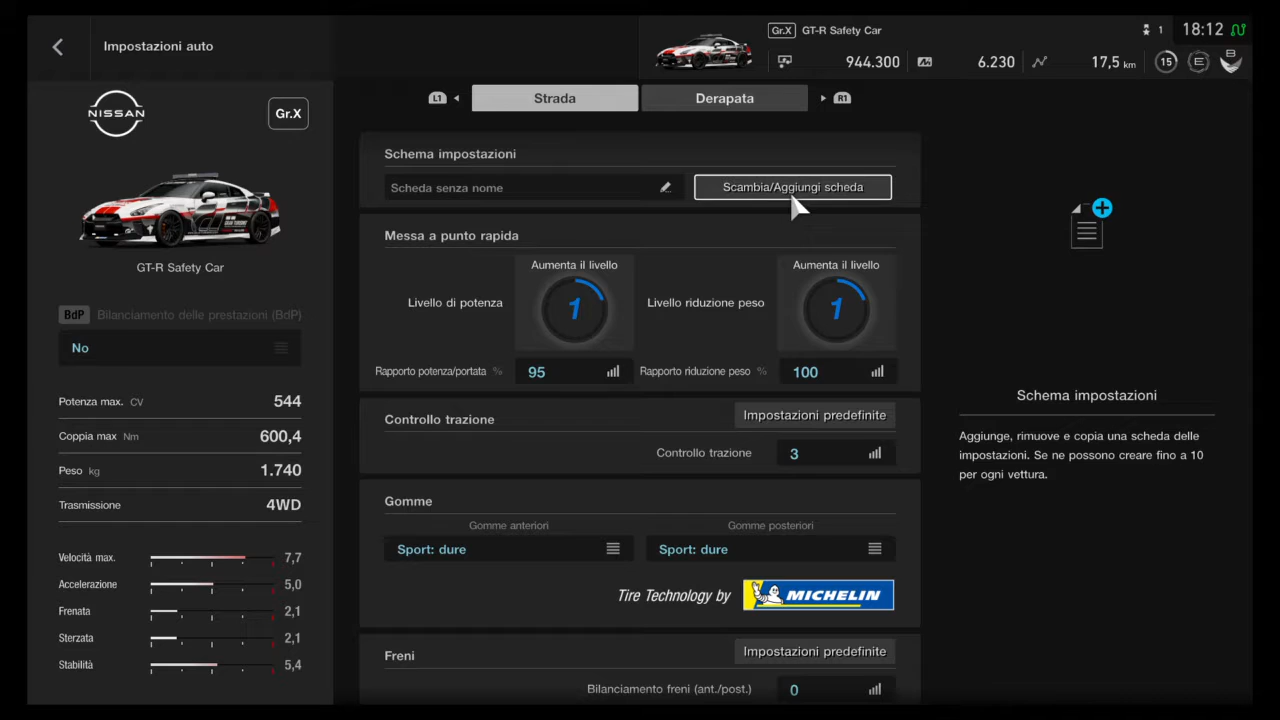 Impostazioni auto
Gr.X GT-R Safety Car
944.300 6.230 17,5 km 15 E B
1 18:12
L1 Strada Derapata R1
NISSAN
Gr.X
GT-R Safety Car
BdP Bilanciamento delle prestazioni (BdP)
No
Potenza max. CV 544
Coppia max Nm 600,4
Peso kg 1.740
Trasmissione 4WD
Velocità max. 7,7
Accelerazione 5,0
Frenata 2,1
Sterzata 2,1
Stabilità 5,4
Schema impostazioni
Scheda senza nome Scambia/Aggiungi scheda
Messa a punto rapida
Livello di potenza Aumenta il livello 1
Livello riduzione peso Aumenta il livello 1
Rapporto potenza/portata % 95 Rapporto riduzione peso % 100
Controllo trazione Impostazioni predefinite
Controllo trazione 3
Gomme
Gomme anteriori Gomme posteriori
Sport: dure Sport: dure
Tire Technology by MICHELIN
Freni Impostazioni predefinite
Bilanciamento freni (ant./post.) 0
Schema impostazioni
Aggiunge, rimuove e copia una scheda delle
impostazioni. Se ne possono creare fino a 10
per ogni vettura.